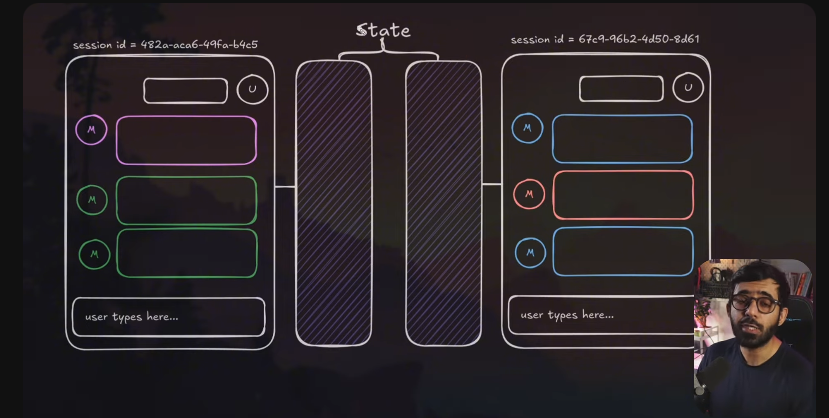 State
session id = 482a-aca6-49fa-b4c5
session id = 67c9-96b2-4d50-8d61
U
M
M
M
user types here...
U
M
M
M
user types here...